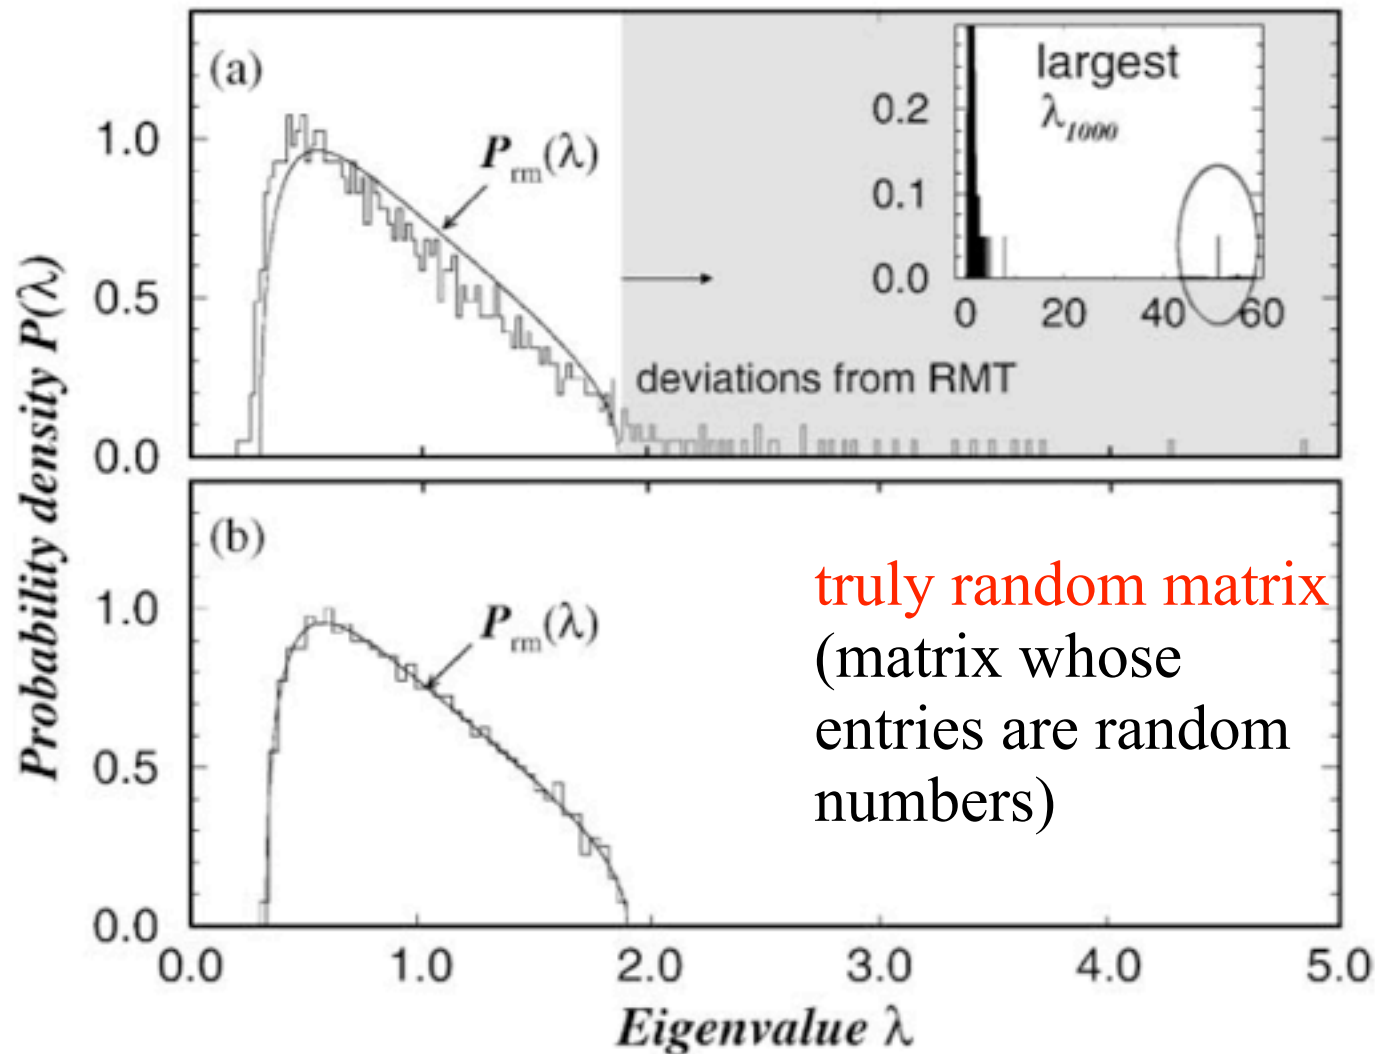 (a)
P_rm(λ)
largest
λ_1000
0.2
0.1
0.0
0 20 40 60
deviations from RMT
1.0
0.5
0.0
Probability density P(λ)
(b)
P_rm(λ)
truly random matrix
(matrix whose
entries are random
numbers)
1.0
0.5
0.0
0.0 1.0 2.0 3.0 4.0 5.0
Eigenvalue λ